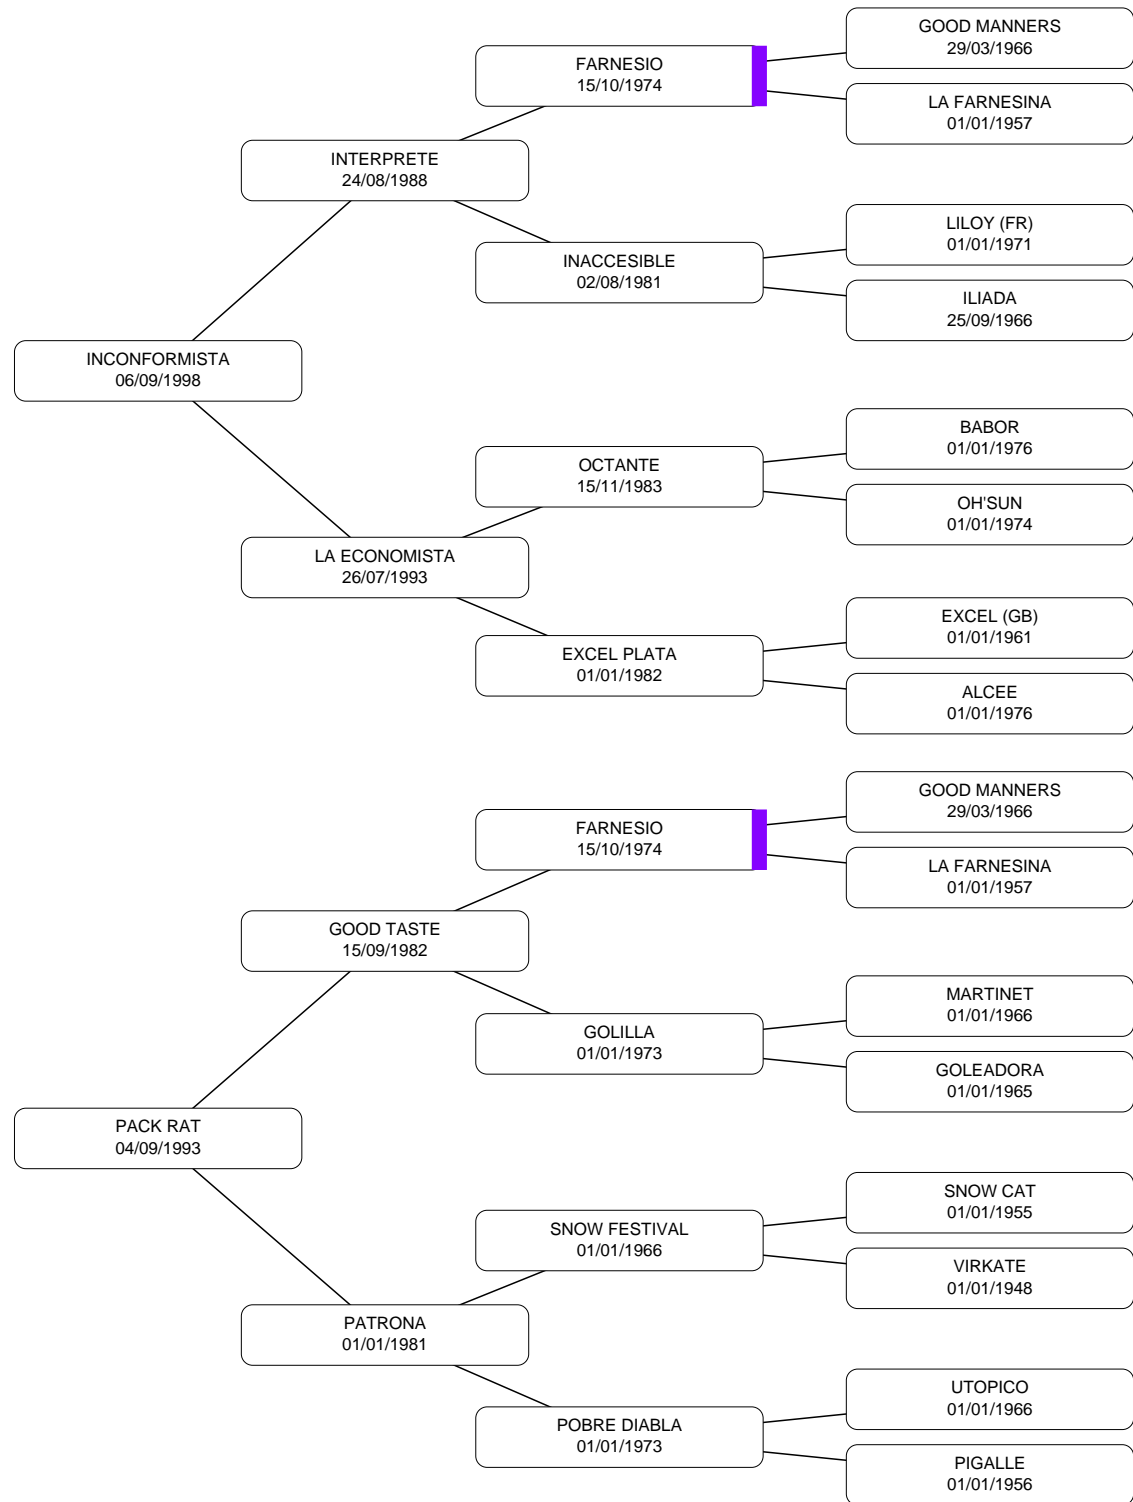 GOOD MANNERS
29/03/1966
FARNESIO
15/10/1974
LA FARNESINA
01/01/1957
INTERPRETE
24/08/1988
LILOY (FR)
01/01/1971
INACCESIBLE
02/08/1981
ILIADA
25/09/1966
INCONFORMISTA
06/09/1998
BABOR
01/01/1976
OCTANTE
15/11/1983
OH'SUN
01/01/1974
LA ECONOMISTA
26/07/1993
EXCEL (GB)
01/01/1961
EXCEL PLATA
01/01/1982
ALCEE
01/01/1976
GOOD MANNERS
29/03/1966
FARNESIO
15/10/1974
LA FARNESINA
01/01/1957
GOOD TASTE
15/09/1982
MARTINET
01/01/1966
GOLILLA
01/01/1973
GOLEADORA
01/01/1965
PACK RAT
04/09/1993
SNOW CAT
01/01/1955
SNOW FESTIVAL
01/01/1966
VIRKATE
01/01/1948
PATRONA
01/01/1981
UTOPICO
01/01/1966
POBRE DIABLA
01/01/1973
PIGALLE
01/01/1956